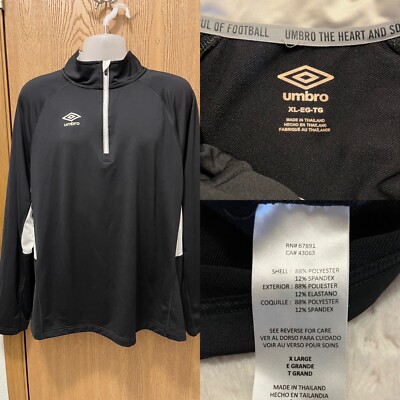 umbro
UL OF FOOTBALL
UMBRO THE HEART AND SO
umbro
XL-EG-TG
MADE IN THAILAND
HECHO EN TAILANDIA
FABRIQUÉ AU THAÏLANDE
RN# 67891
CA# 43063
SHELL : 88% POLYESTER
12% SPANDEX
EXTERIOR : 88% POLYESTER
12% ELASTANO
COQUILLE : 88% POLYESTER
12% SPANDEX
SEE REVERSE FOR CARE
VER AL DORSO PARA CUIDADO
VOIR AU VERSO POUR SOINS
X LARGE
E GRANDE
T GRAND
MADE IN THAILAND
HECHO EN TAILANDIA